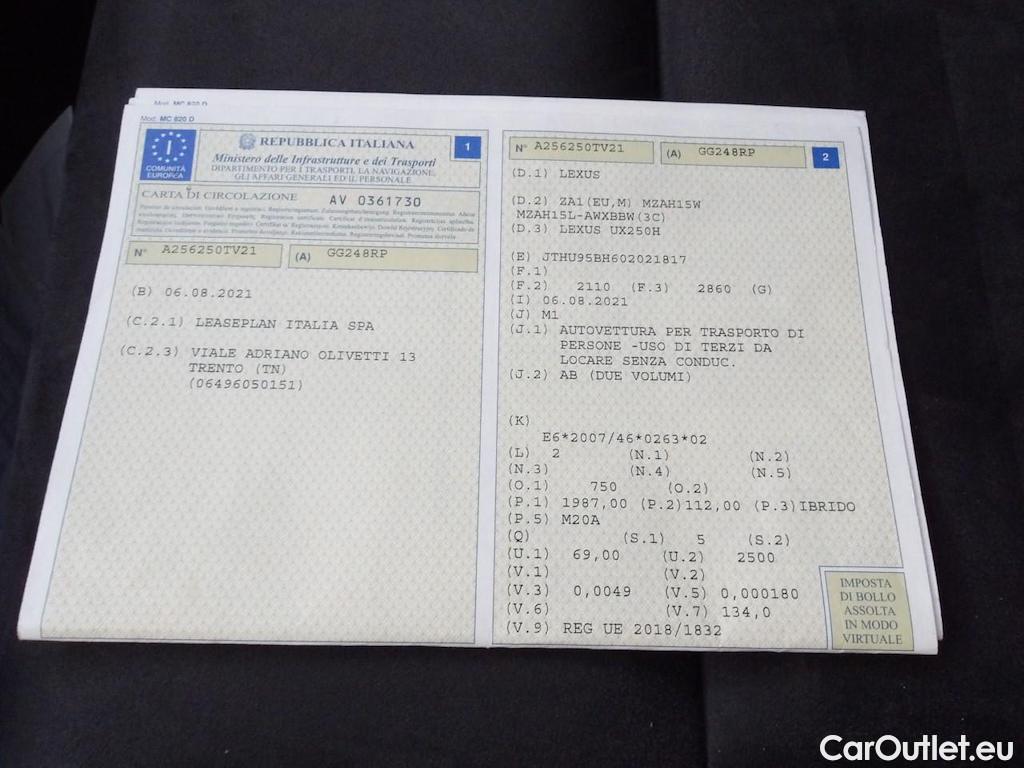 Mod. MC 820 D
Mod. MC 820 D
I
COMUNITÀ
EUROPEA
REPUBBLICA ITALIANA
Ministero delle Infrastrutture e dei Trasporti
DIPARTIMENTO PER I TRASPORTI, LA NAVIGAZIONE,
GLI AFFARI GENERALI ED IL PERSONALE
1
CARTA DI CIRCOLAZIONE AV 0361730
N° A256250TV21 (A) GG248RP
(B) 06.08.2021
(C.2.1) LEASEPLAN ITALIA SPA
(C.2.3) VIALE ADRIANO OLIVETTI 13
TRENTO (TN)
(06496050151)
N° A256250TV21 (A) GG248RP 2
(D.1) LEXUS
(D.2) ZA1(EU,M) MZAH15W
MZAH15L-AWXBBW(3C)
(D.3) LEXUS UX250H
(E) JTHU95BH602021817
(F.1)
(F.2) 2110 (F.3) 2860 (G)
(I) 06.08.2021
(J) M1
(J.1) AUTOVETTURA PER TRASPORTO DI
PERSONE -USO DI TERZI DA
LOCARE SENZA CONDUC.
(J.2) AB (DUE VOLUMI)
(K)
E6*2007/46*0263*02
(L) 2 (N.1) (N.2)
(N.3) (N.4) (N.5)
(O.1) 750 (O.2)
(P.1) 1987,00 (P.2)112,00 (P.3)IBRIDO
(P.5) M20A
(Q) (S.1) 5 (S.2)
(U.1) 69,00 (U.2) 2500
(V.1) (V.2)
(V.3) 0,0049 (V.5) 0,000180
(V.6) (V.7) 134,0
(V.9) REG UE 2018/1832
IMPOSTA
DI BOLLO
ASSOLTA
IN MODO
VIRTUALE
CarOutlet.eu